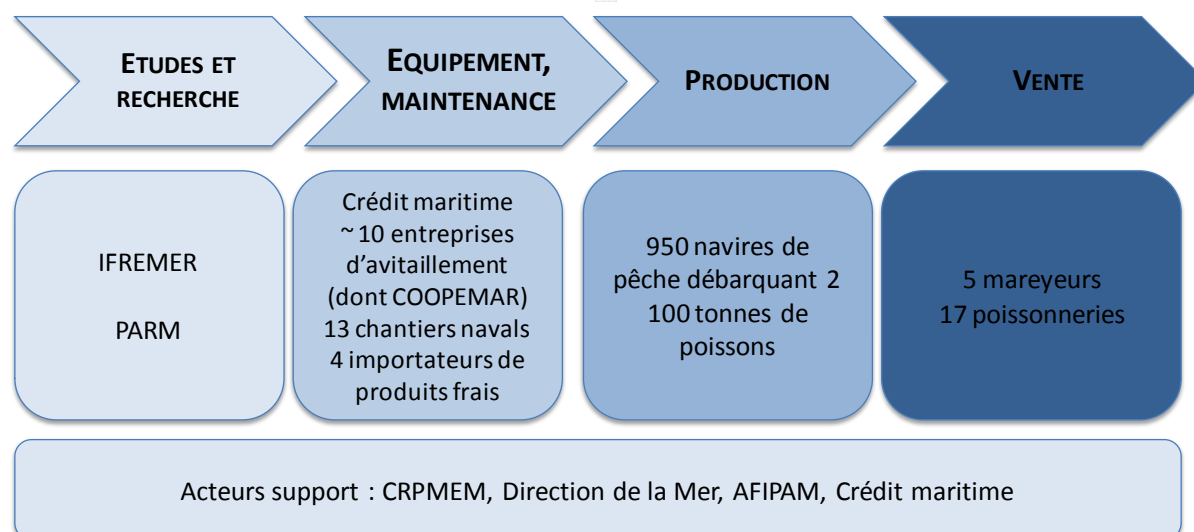 ETUDES ET
RECHERCHE
EQUIPEMENT,
MAINTENANCE
PRODUCTION
VENTE
IFREMER
PARM
Crédit maritime
~ 10 entreprises
d'avitaillement
(dont COOPEMAR)
13 chantiers navals
4 importateurs de
produits frais
950 navires de
pêche débarquant 2
100 tonnes de
poissons
5 mareyeurs
17 poissonneries
Acteurs support : CRPMEM, Direction de la Mer, AFIPAM, Crédit maritime